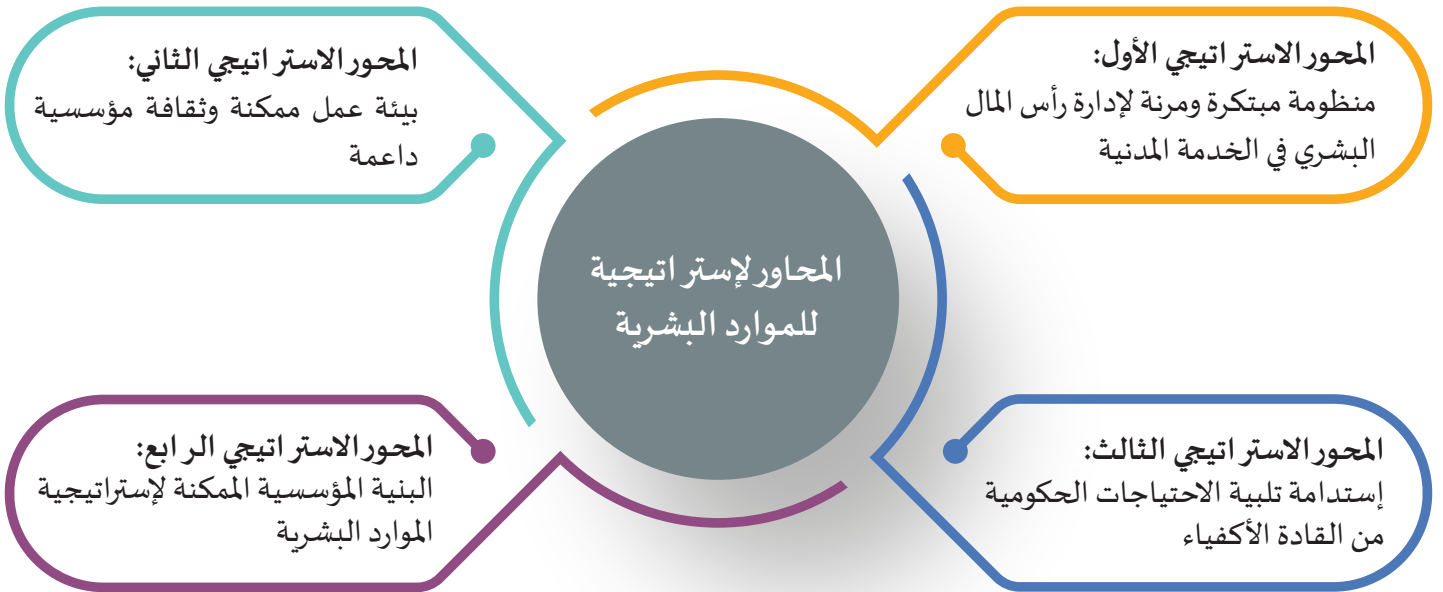 المحور الاستراتيجي الأول:
منظومة مبتكرة ومرنة لإدارة رأس المال
البشري في الخدمة المدنية
المحور الاستراتيجي الثاني:
بيئة عمل ممكنة وثقافة مؤسسية
داعمة
المحاور لإستراتيجية
للموارد البشرية
المحور الاستراتيجي الثالث:
إستدامة تلبية الاحتياجات الحكومية
من القادة الأكفياء
المحور الاستراتيجي الرابع:
البنية المؤسسية الممكنة لإستراتيجية
الموارد البشرية